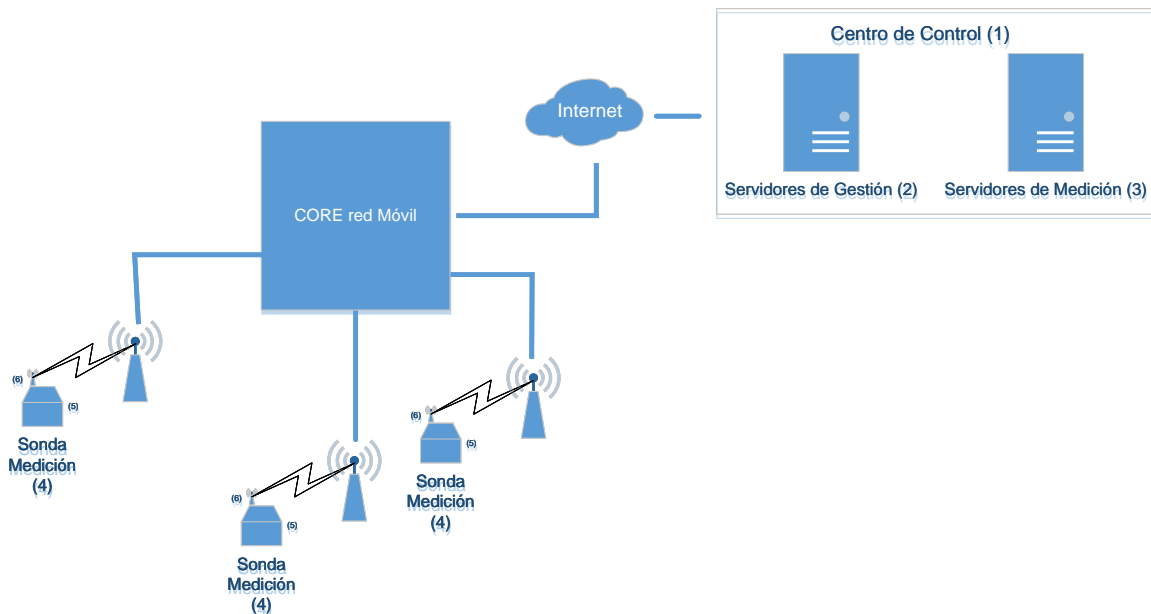 Centro de Control (1)
Internet
Servidores de Gestión (2)
Servidores de Medición (3)
CORE red Móvil
(6)
(5)
Sonda
Medición
(4)
(6)
(5)
Sonda
Medición
(4)
(6)
(5)
Sonda
Medición
(4)